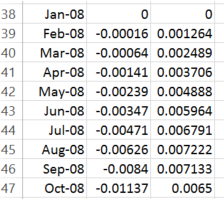 38 Jan-08 0 0
39 Feb-08 -0.00016 0.001264
40 Mar-08 -0.00064 0.002489
41 Apr-08 -0.00141 0.003706
42 May-08 -0.00239 0.004888
43 Jun-08 -0.00347 0.005964
44 Jul-08 -0.00471 0.006791
45 Aug-08 -0.00626 0.007222
46 Sep-08 -0.0084 0.007133
47 Oct-08 -0.01137 0.0065